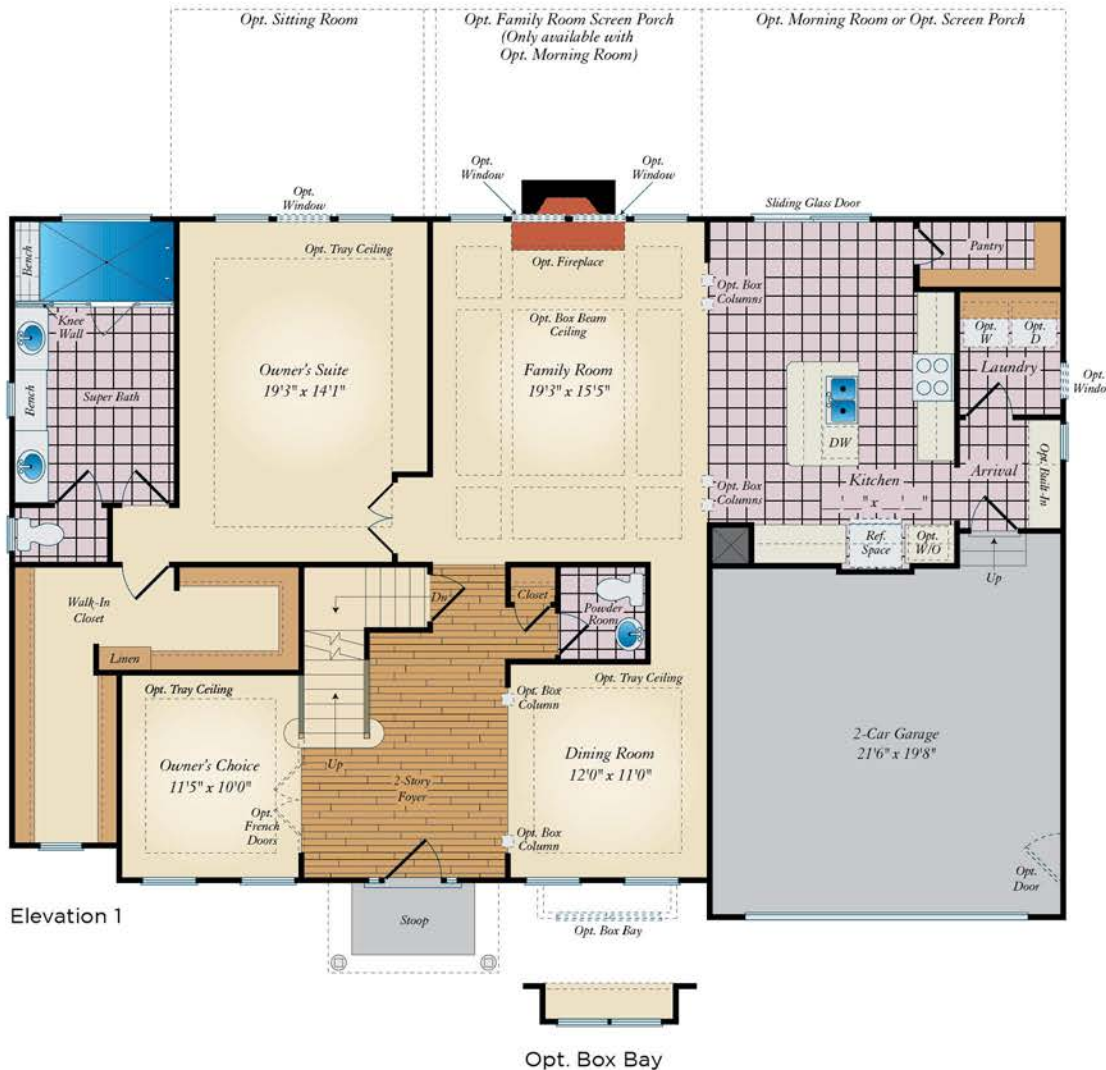 Opt. Sitting Room
Opt. Family Room Screen Porch
(Only available with
Opt. Morning Room)
Opt. Morning Room or Opt. Screen Porch
Opt.
Window
Opt.
Window
Opt.
Window
Sliding Glass Door
Bench
Opt. Tray Ceiling
Opt. Fireplace
Pantry
Opt. Box
Columns
Knee
Wall
Opt. Box Beam
Ceiling
Opt.
W
Opt.
D
Owner's Suite
19'3" x 14'1"
Family Room
19'3" x 15'5"
Laundry
Opt.
Windo
Bench
Super Bath
DW
Opt. Box
Columns
Kitchen
' " x ' "
Arrival
Opt. Built-In
Ref.
Space
Opt.
W/O
Up
Walk-In
Closet
Dn
Closet
Powder
Room
Linen
Opt. Tray Ceiling
Opt. Box
Column
Opt. Tray Ceiling
Owner's Choice
11'5" x 10'0"
Up
2-Story
Foyer
Dining Room
12'0" x 11'0"
2-Car Garage
21'6" x 19'8"
Opt.
French
Doors
Opt. Box
Column
Opt.
Door
Elevation 1
Stoop
Opt. Box Bay
Opt. Box Bay